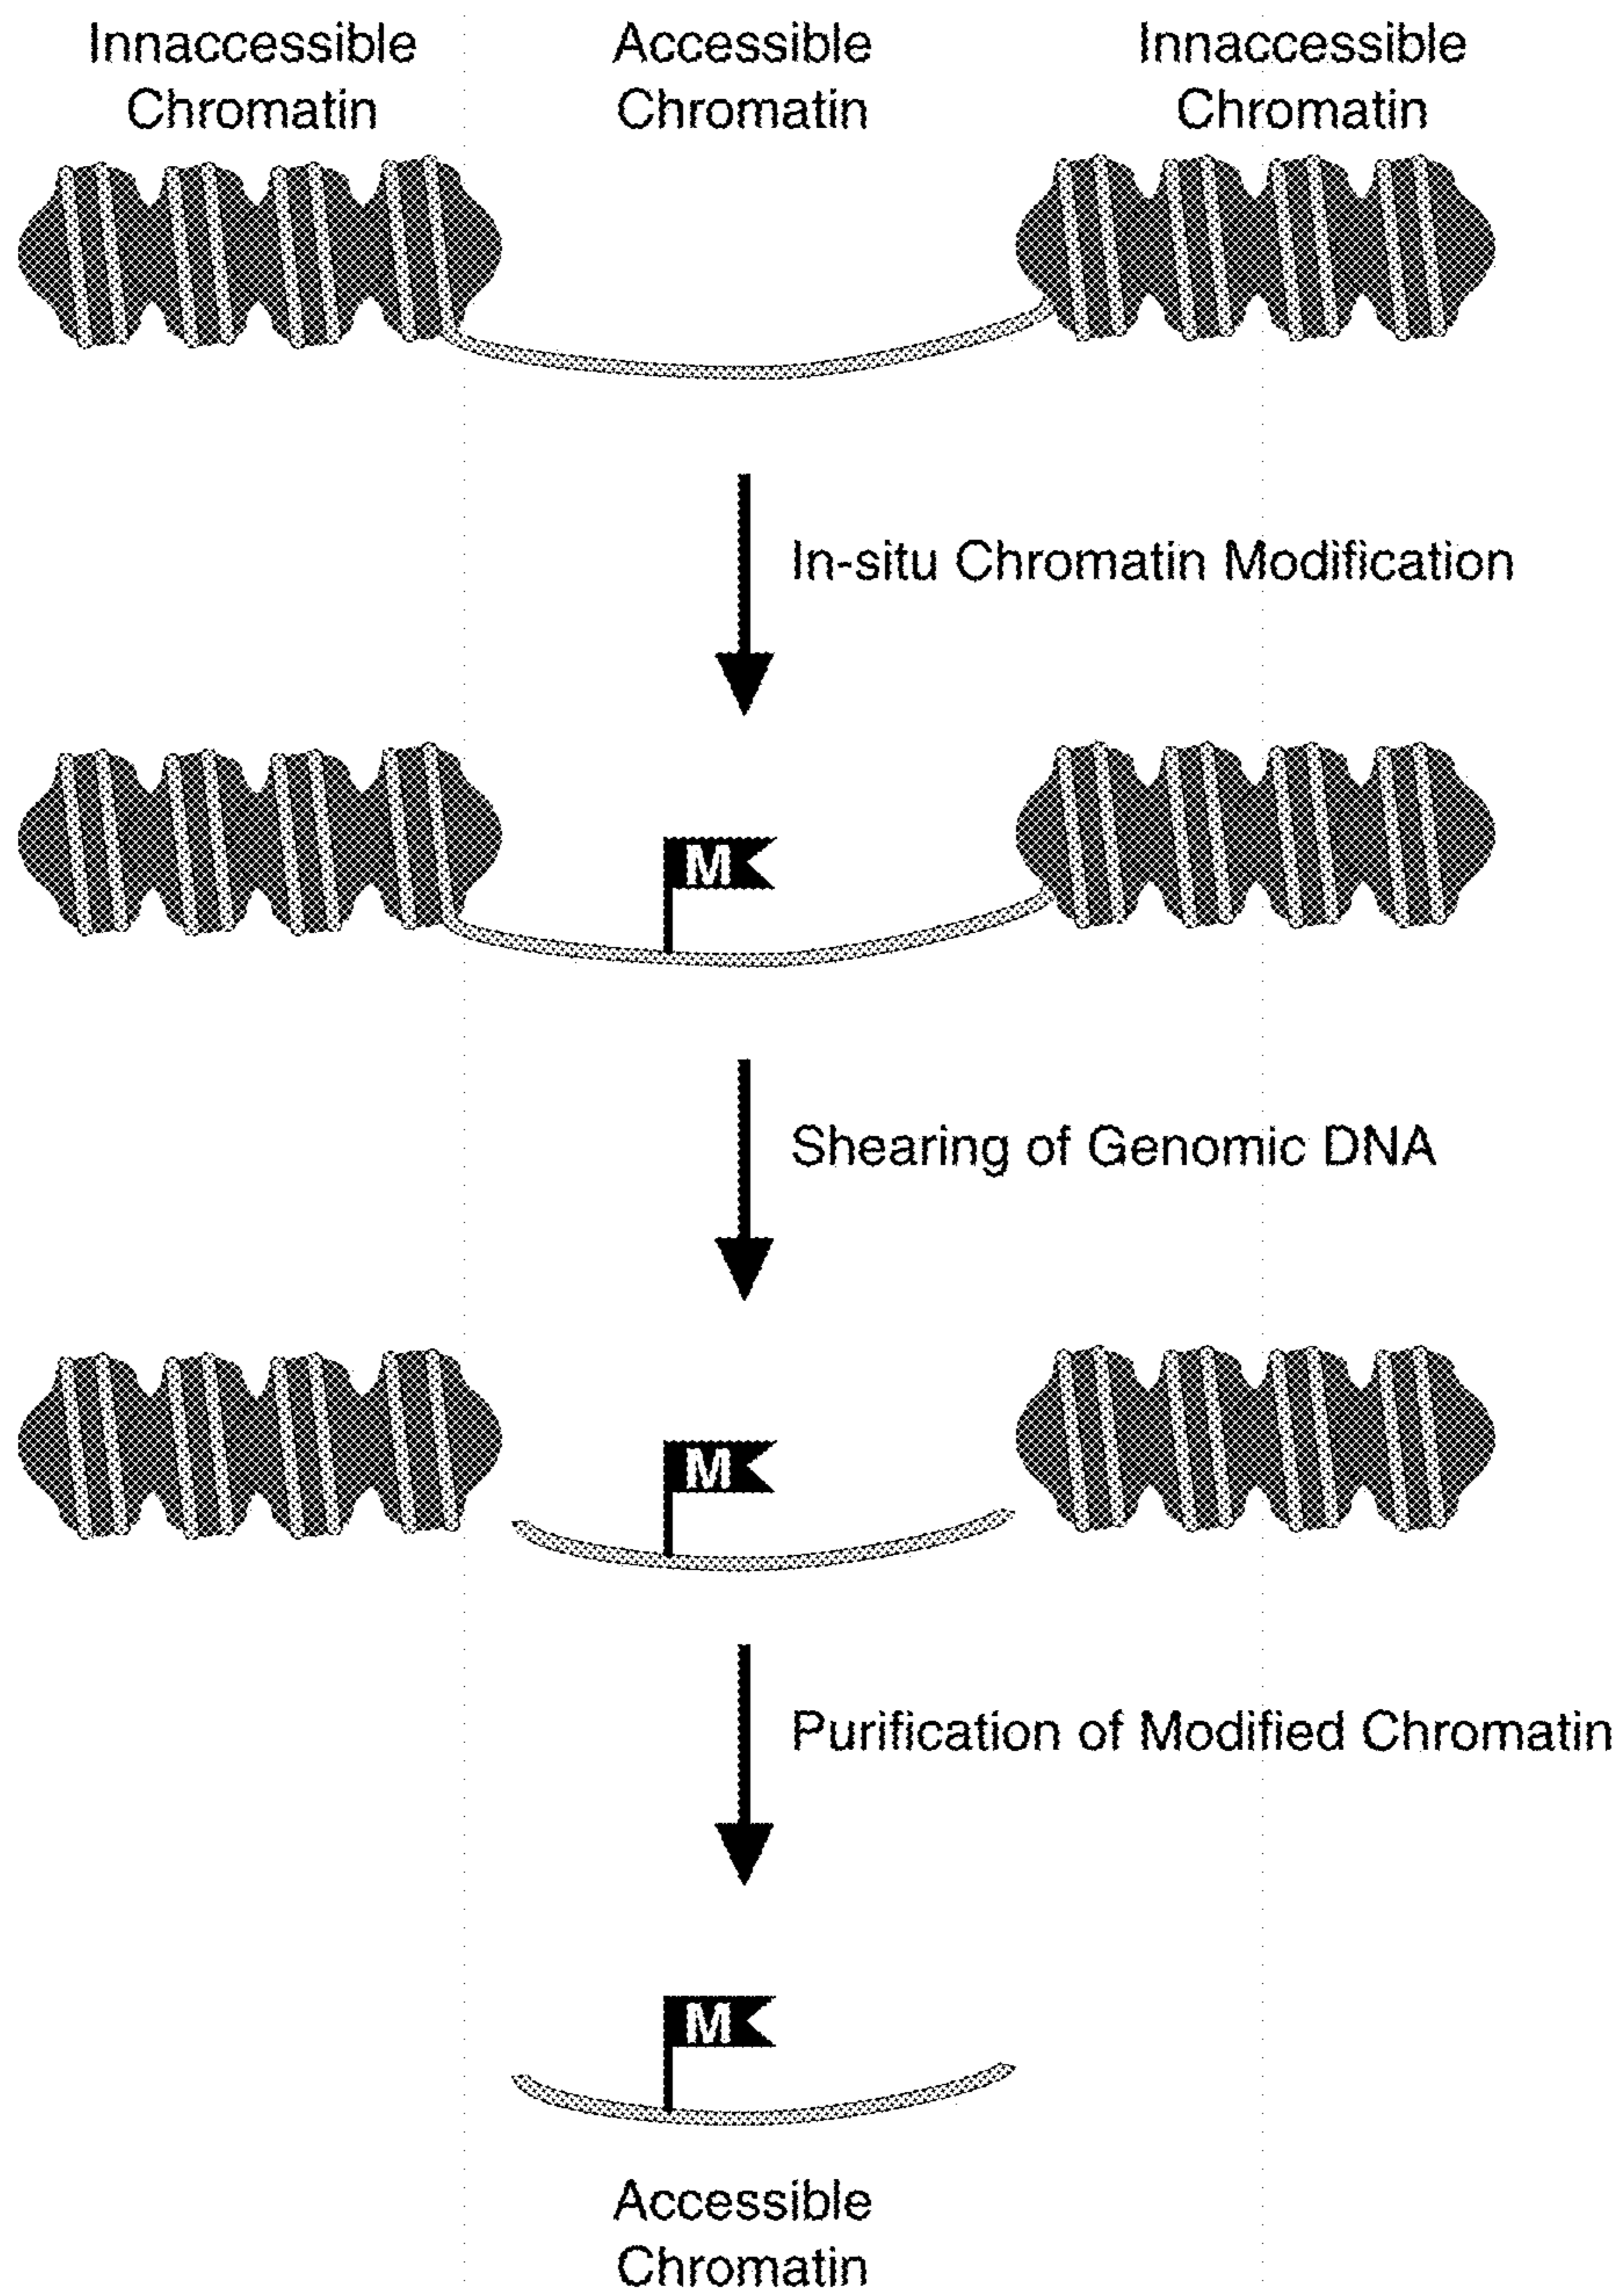 Innaccessible
Chromatin
Accessible
Chromatin
Innaccessible
Chromatin
In-situ Chromatin Modification
M
Shearing of Genomic DNA
M
Purification of Modified Chromatin
M
Accessible
Chromatin